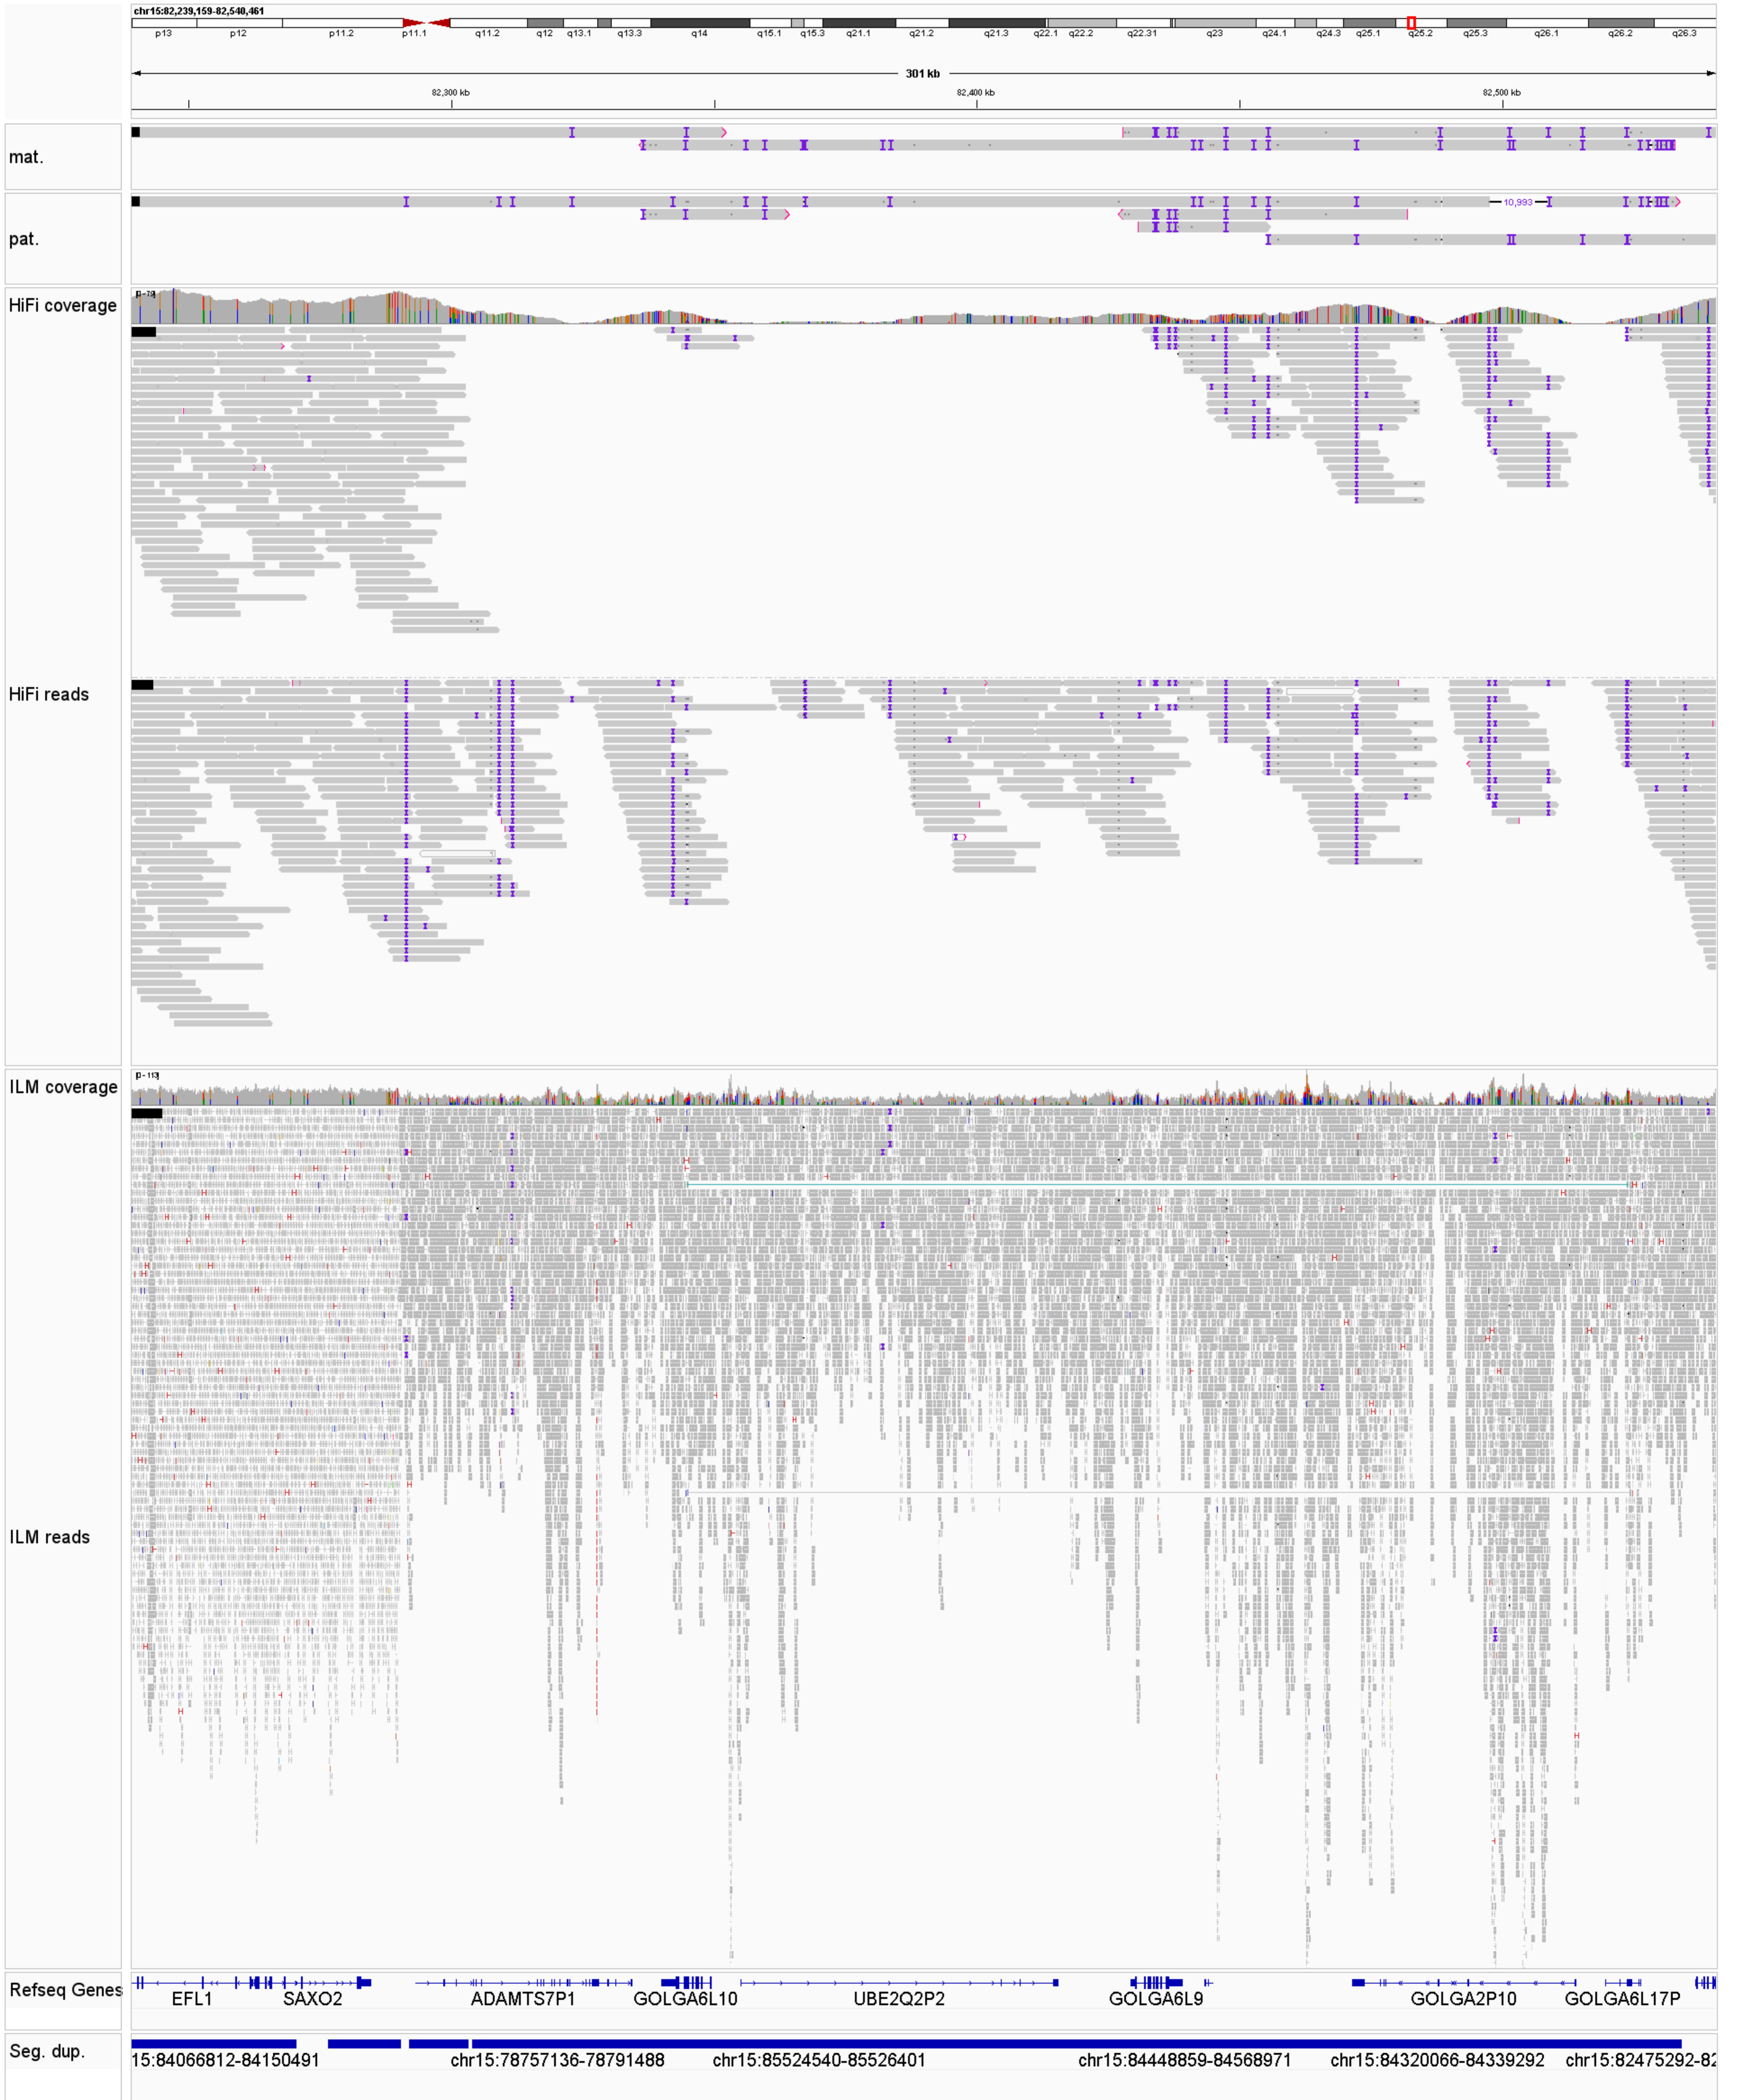 chr15:82,239,159-82,540,461
p13 p12 p11.2 p11.1 q11.2 q12 q13.1 q13.3 q14 q15.1 q15.3 q21.1 q21.2 q21.3 q22.1 q22.2 q22.31 q23 q24.1 q24.3 q25.1 q25.2 q25.3 q26.1 q26.2 q26.3
301 kb
82,300 kb 82,400 kb 82,500 kb
mat.
pat.
10,993
HiFi coverage
HiFi reads
ILM coverage
ILM reads
Refseq Genes
EFL1 SAXO2 ADAMTS7P1 GOLGA6L10 UBE2Q2P2 GOLGA6L9 GOLGA2P10 GOLGA6L17P
Seg. dup.
15:84066812-84150491 chr15:78757136-78791488 chr15:85524540-85526401 chr15:84448859-84568971 chr15:84320066-84339292 chr15:82475292-82